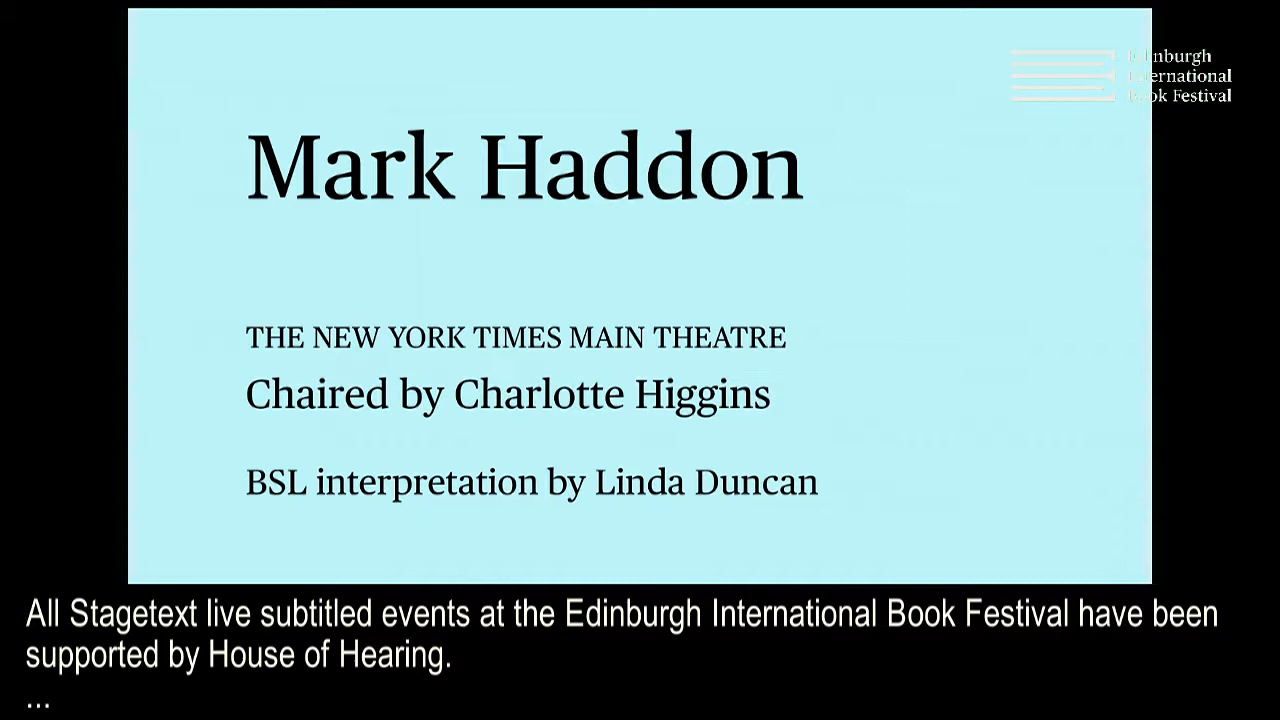 Edinburgh
International
Book Festival
Mark Haddon
THE NEW YORK TIMES MAIN THEATRE
Chaired by Charlotte Higgins
BSL interpretation by Linda Duncan
All Stagetext live subtitled events at the Edinburgh International Book Festival have been
supported by House of Hearing.
...